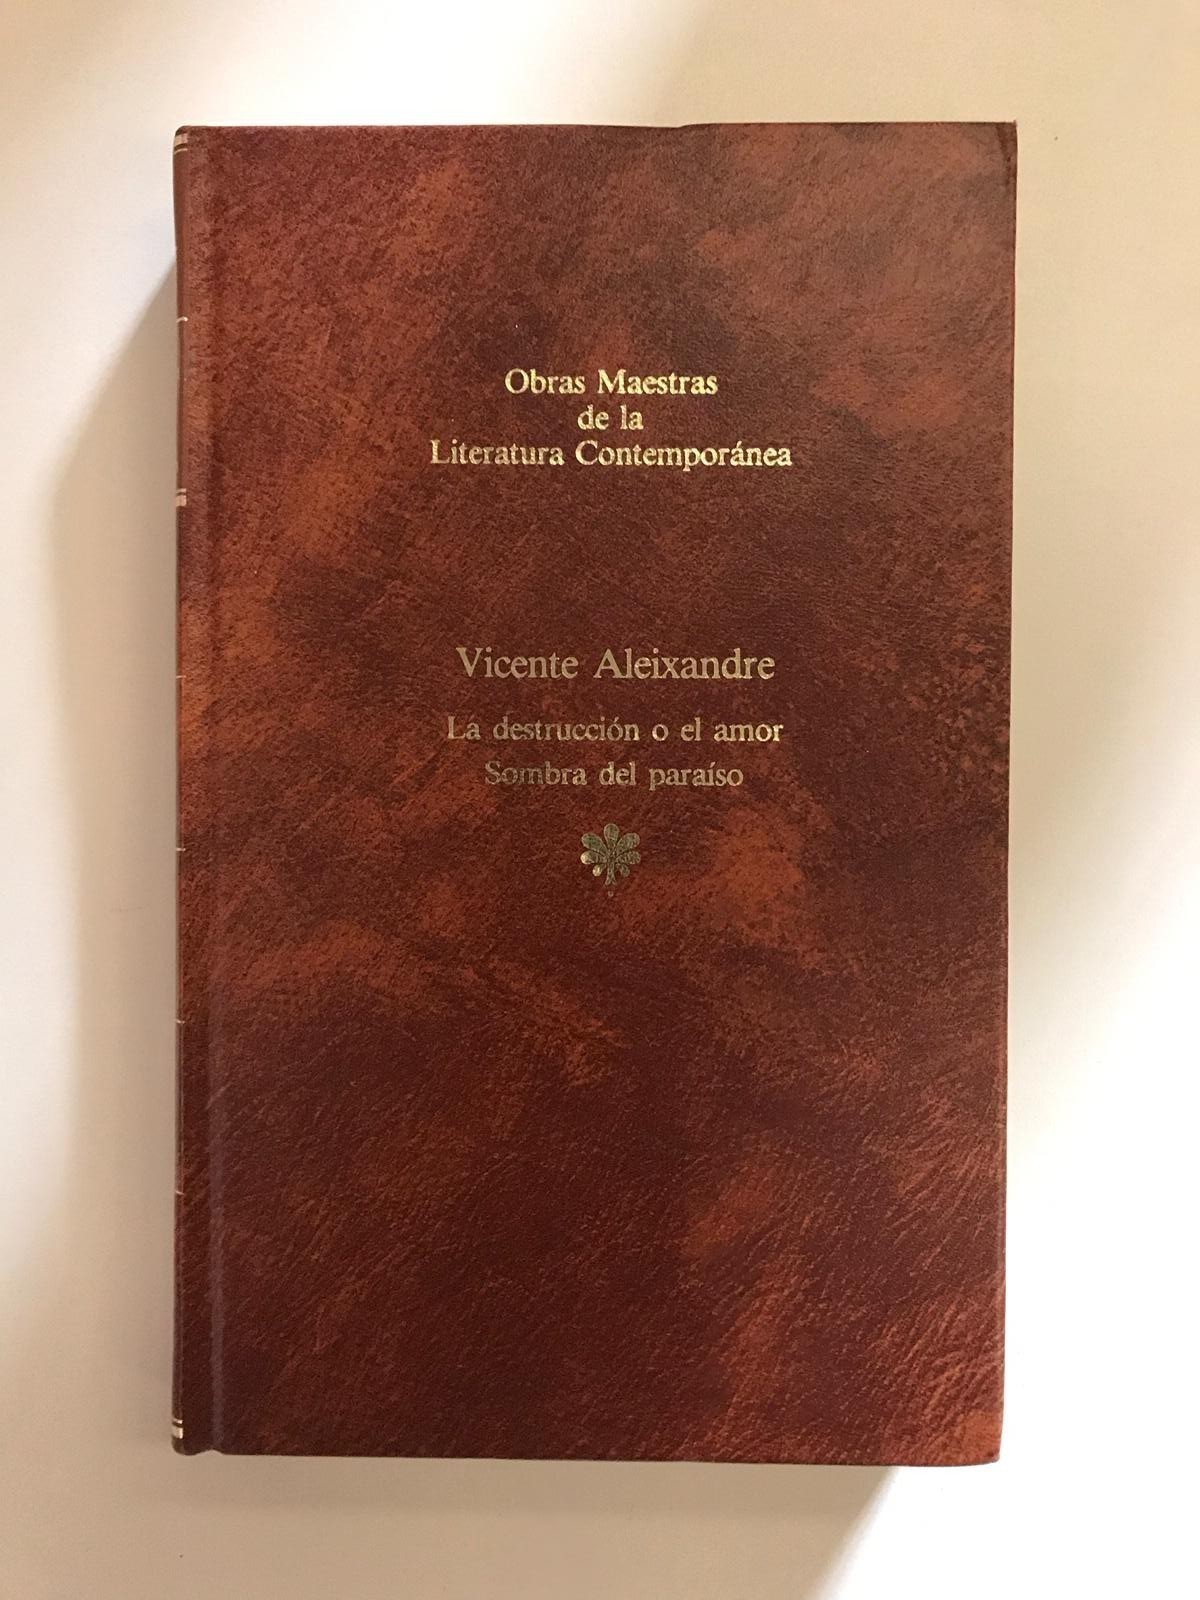 Obras Maestras
de la
Literatura Contemporánea
Vicente Aleixandre
La destrucción o el amor
Sombra del paraíso